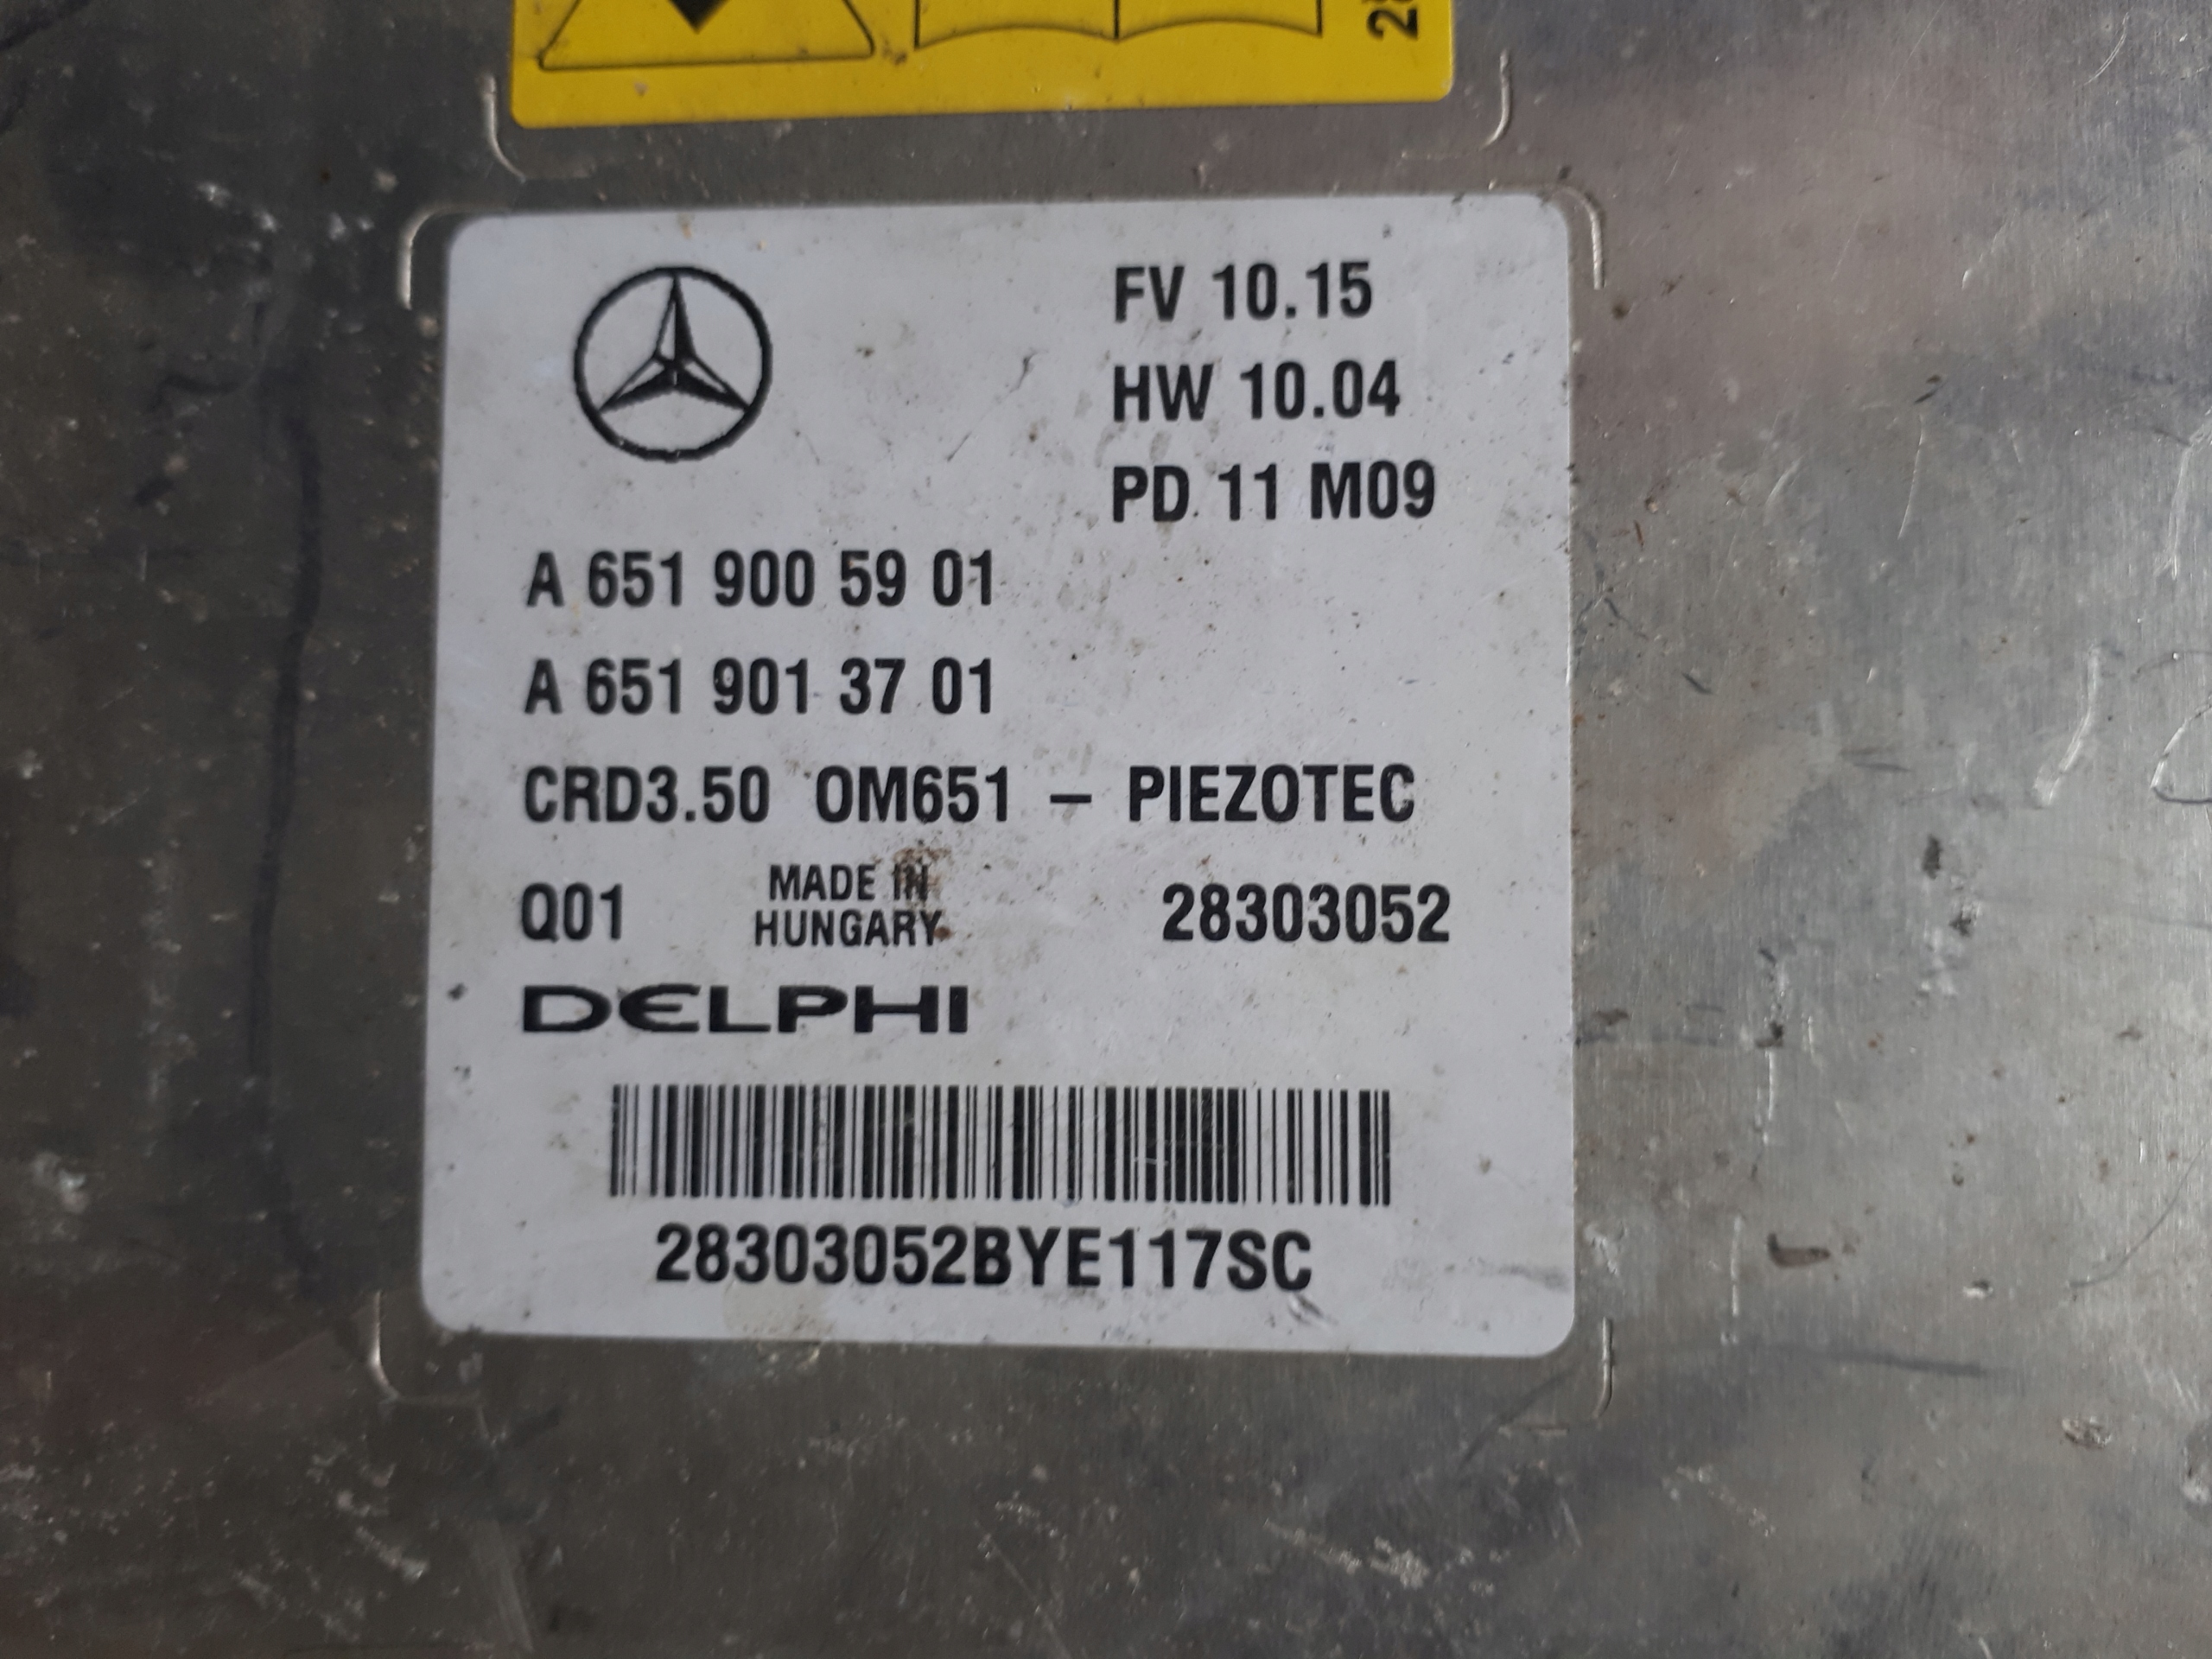 FV 10.15
HW 10.04
PD 11 M09
A 651 900 59 01
A 651 901 37 01
CRD3.50 OM651 – PIEZOTEC
Q01 MADE IN HUNGARY 28303052
DELPHI
28303052BYE117SC